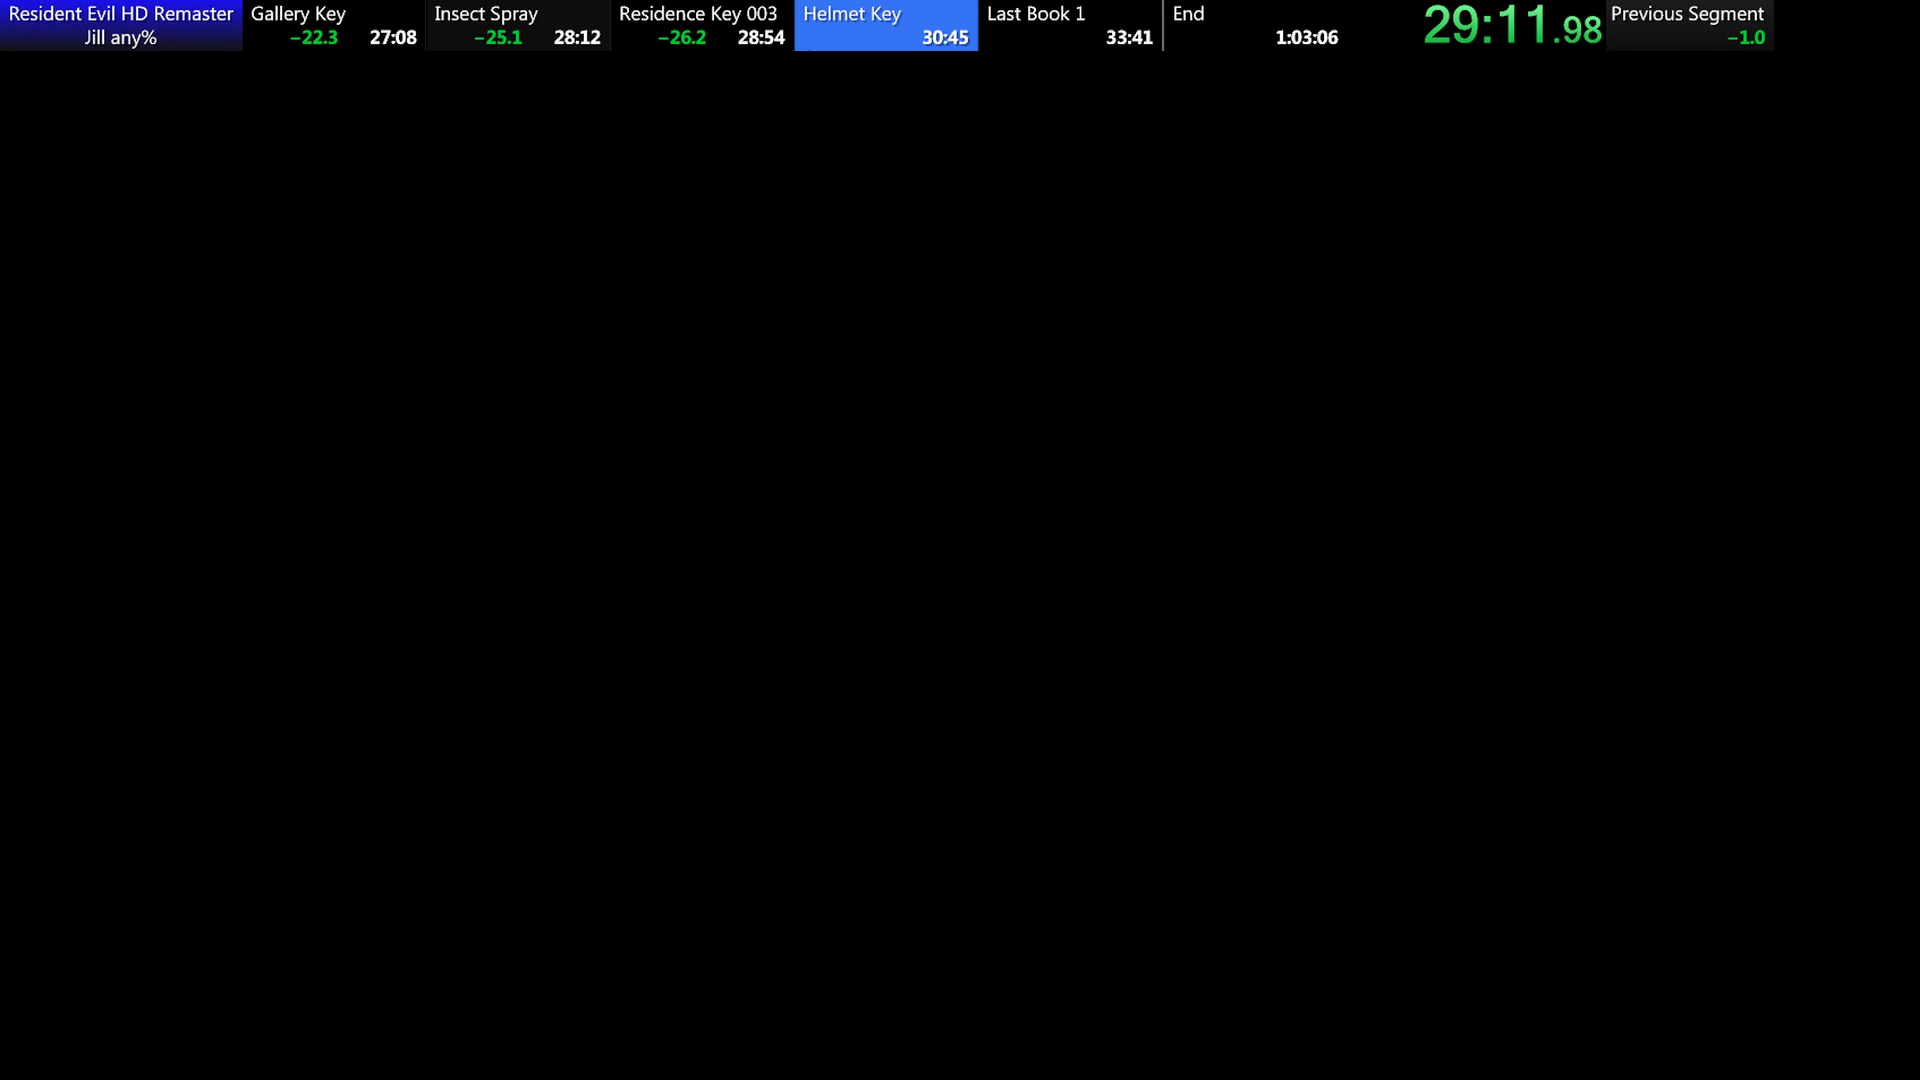 Resident Evil HD Remaster
Jill any%
Gallery Key
−22.3 27:08
Insect Spray
−25.1 28:12
Residence Key 003
−26.2 28:54
Helmet Key
30:45
Last Book 1
33:41
End
1:03:06
29:11.98
Previous Segment
−1.0